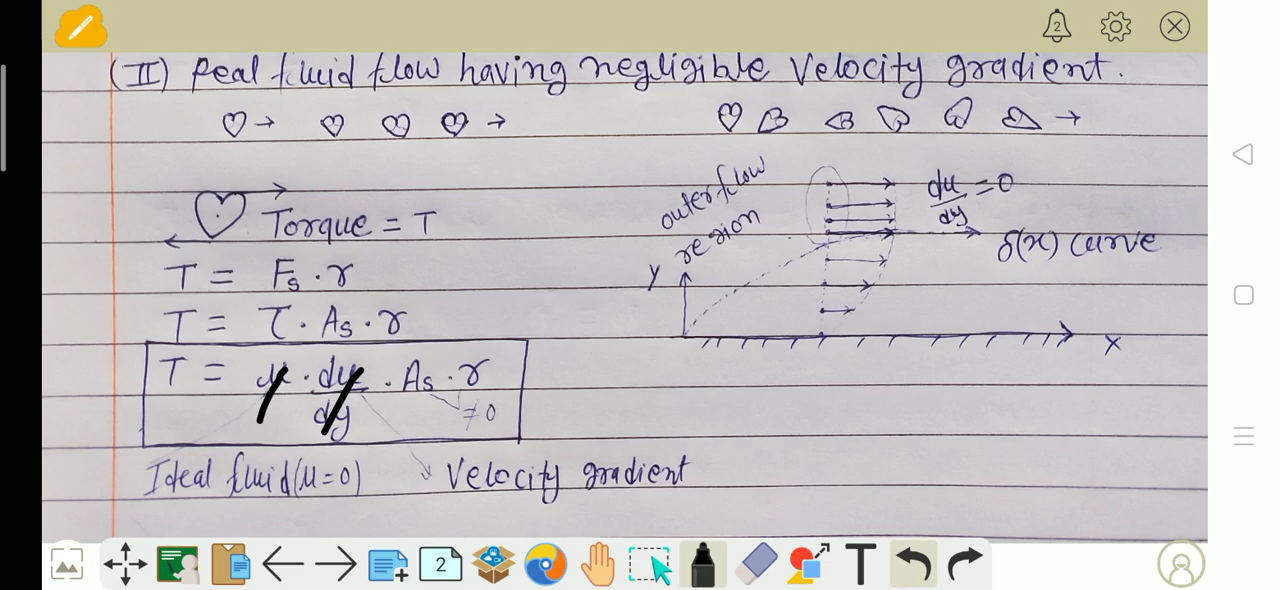 2
(II) Real fluid flow having negligible Velocity gradient.
Torque = T
T = Fs · r
T = τ · As · r
T = μ · du/dy · As · r
≠ 0
Ideal fluid (μ = 0)
Velocity gradient
outer flow
region
du/dy = 0
δ(x) curve
Y
X
2
T